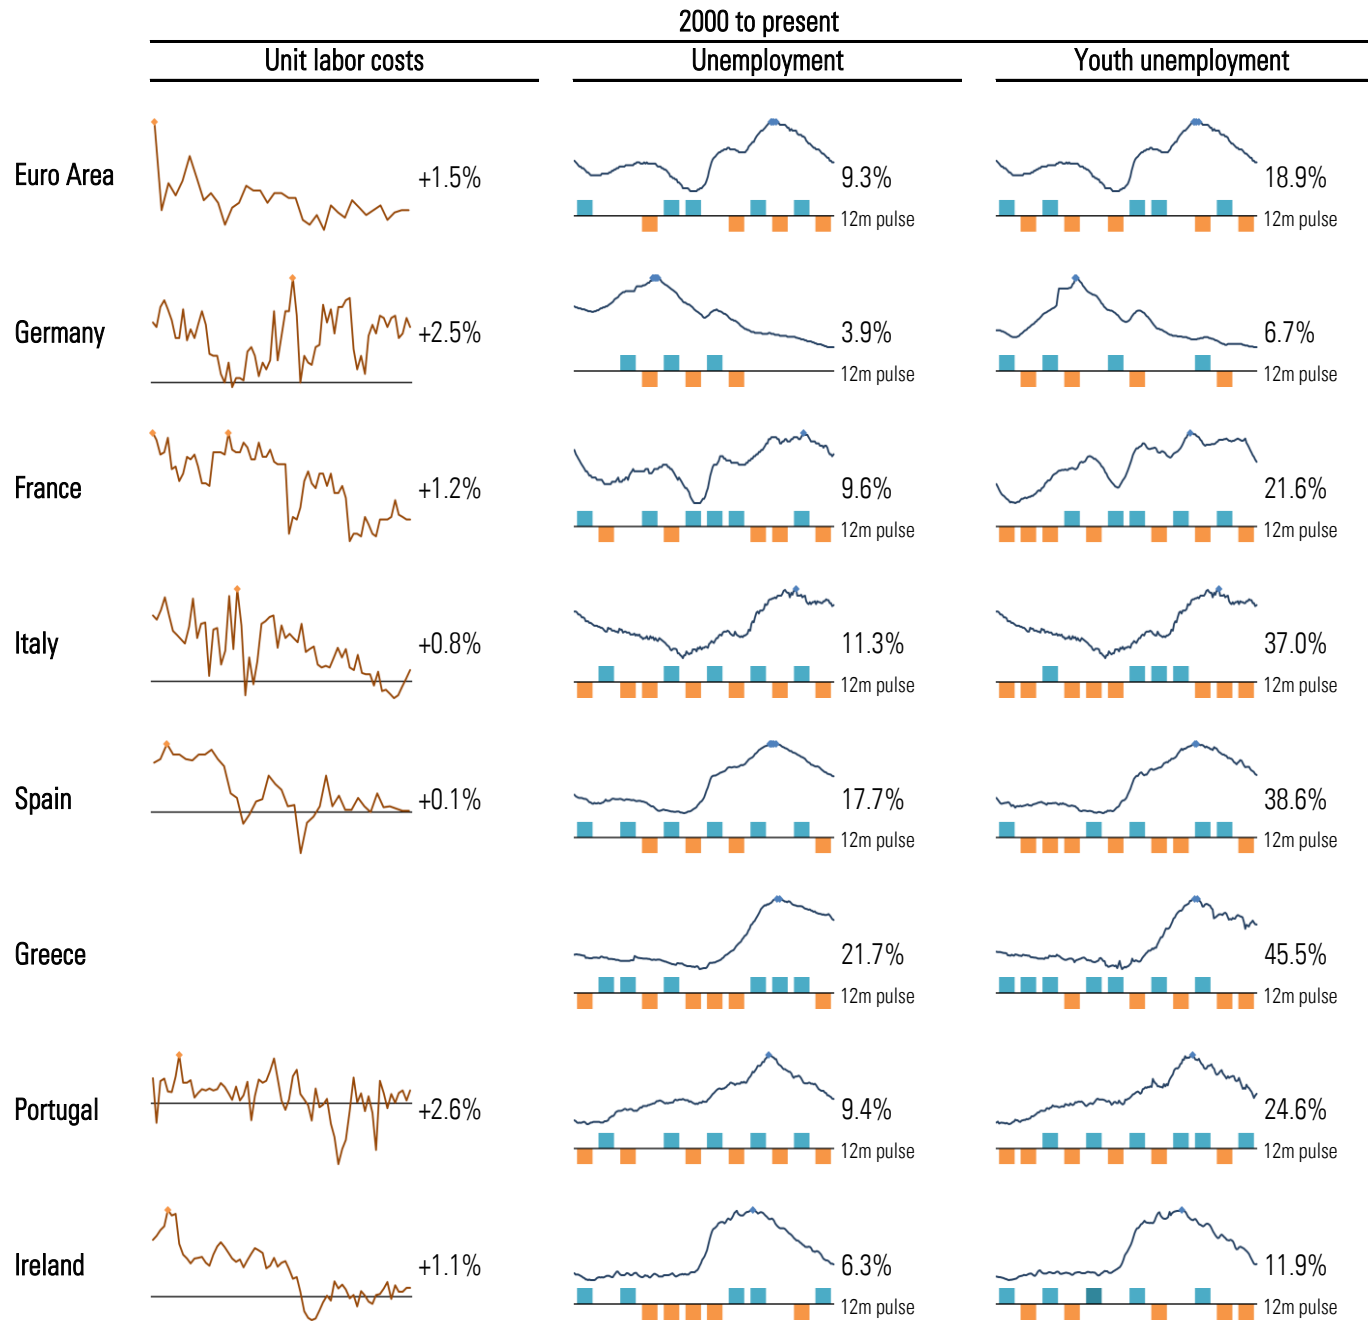 2000 to present
Unit labor costs Unemployment Youth unemployment
Euro Area +1.5% 9.3% 18.9%
12m pulse 12m pulse
Germany +2.5% 3.9% 6.7%
12m pulse 12m pulse
France +1.2% 9.6% 21.6%
12m pulse 12m pulse
Italy +0.8% 11.3% 37.0%
12m pulse 12m pulse
Spain +0.1% 17.7% 38.6%
12m pulse 12m pulse
Greece 21.7% 45.5%
12m pulse 12m pulse
Portugal +2.6% 9.4% 24.6%
12m pulse 12m pulse
Ireland +1.1% 6.3% 11.9%
12m pulse 12m pulse